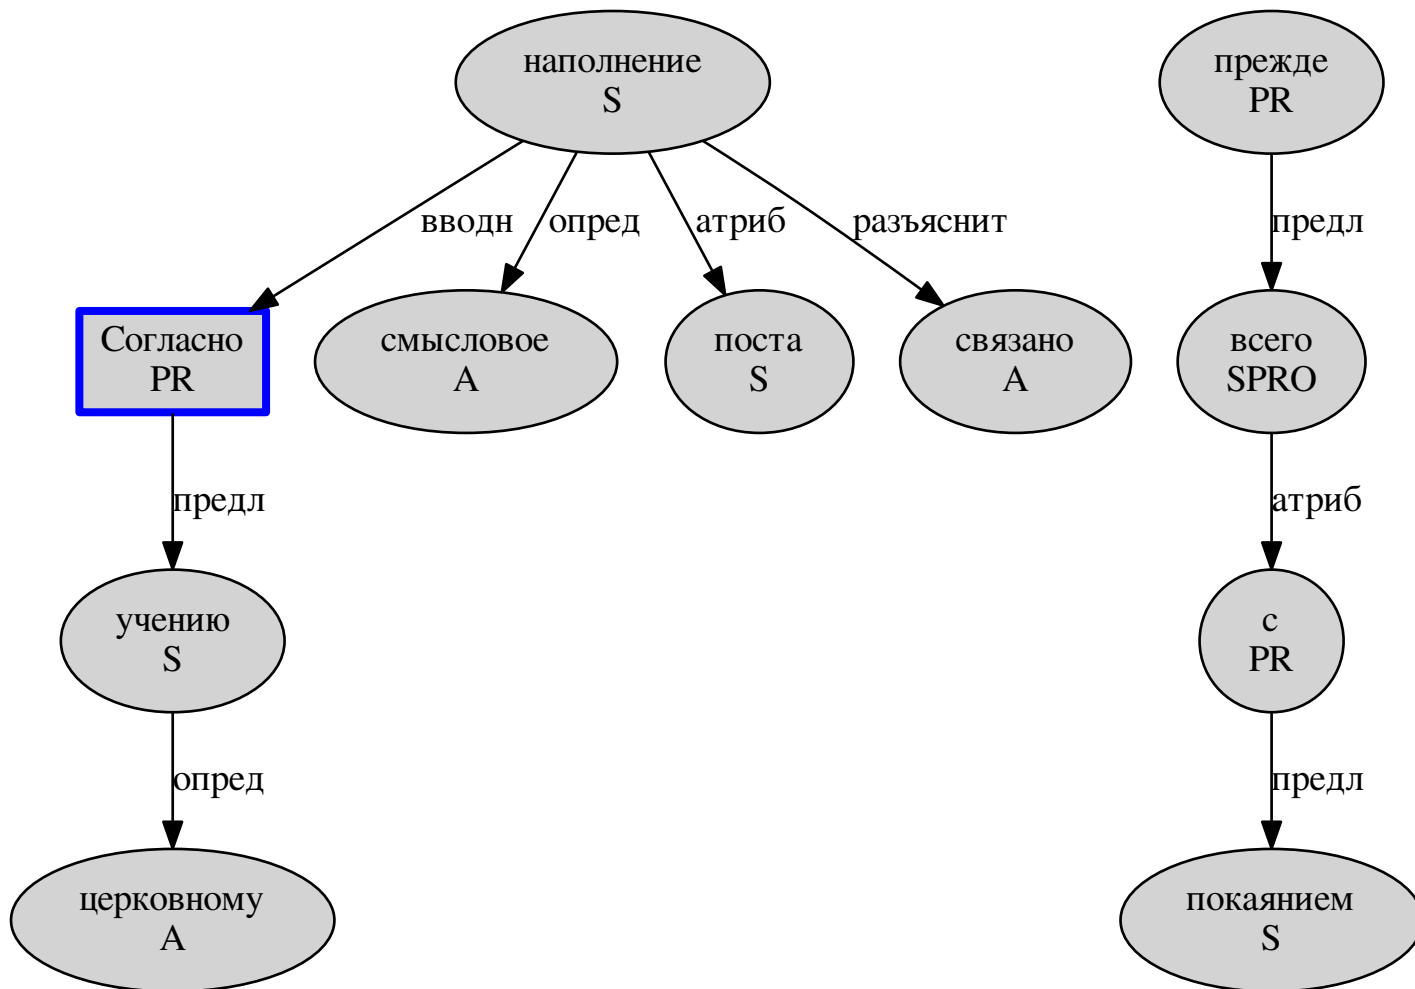 наполнение
S
прежде
PR
вводн
опред
атриб
разъяснит
предл
Согласно
PR
смысловое
A
поста
S
связано
A
всего
SPRO
предл
атриб
учению
S
с
PR
опред
предл
церковному
A
покаянием
S